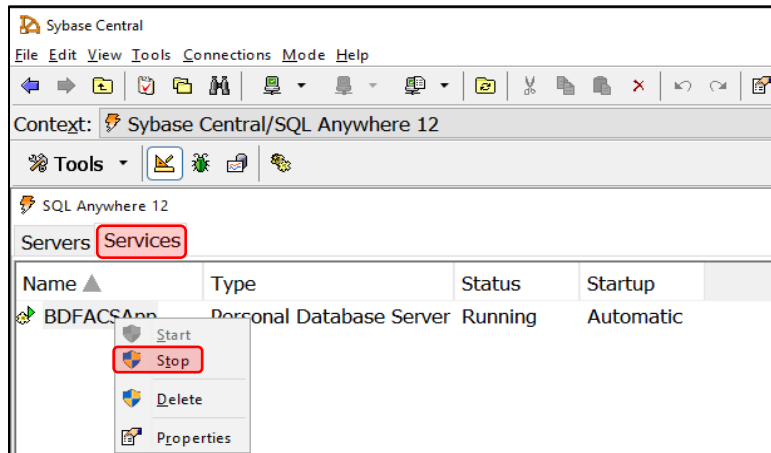 Sybase Central
File Edit View Tools Connections Mode Help
Context: Sybase Central/SQL Anywhere 12
Tools
SQL Anywhere 12
Servers Services
Name Type Status Startup
BDFACSApp Personal Database Server Running Automatic
Start
Stop
Delete
Properties